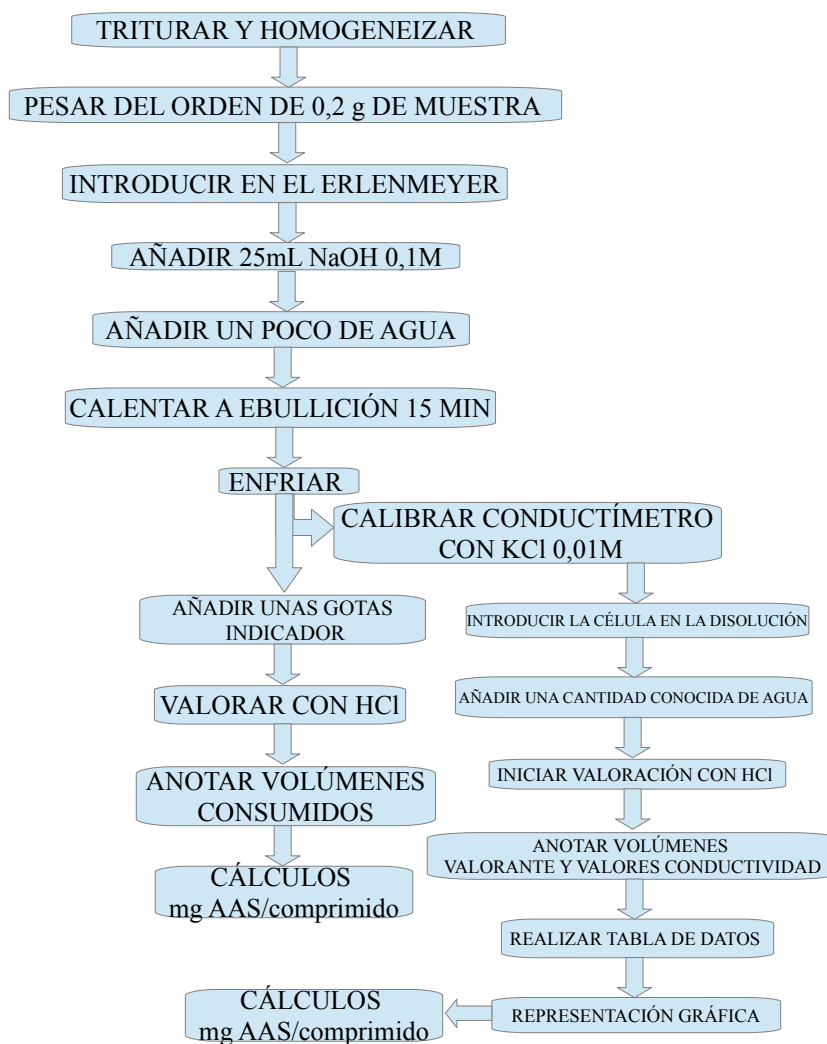 TRITURAR Y HOMOGENEIZAR
PESAR DEL ORDEN DE 0,2 g DE MUESTRA
INTRODUCIR EN EL ERLENMEYER
AÑADIR 25mL NaOH 0,1M
AÑADIR UN POCO DE AGUA
CALENTAR A EBULLICIÓN 15 MIN
ENFRIAR
CALIBRAR CONDUCTÍMETRO
CON KCl 0,01M
AÑADIR UNAS GOTAS
INDICADOR
VALORAR CON HCl
ANOTAR VOLÚMENES
CONSUMIDOS
CÁLCULOS
mg AAS/comprimido
INTRODUCIR LA CÉLULA EN LA DISOLUCIÓN
AÑADIR UNA CANTIDAD CONOCIDA DE AGUA
INICIAR VALORACIÓN CON HCl
ANOTAR VOLÚMENES
VALORANTE Y VALORES CONDUCTIVIDAD
REALIZAR TABLA DE DATOS
REPRESENTACIÓN GRÁFICA
CÁLCULOS
mg AAS/comprimido